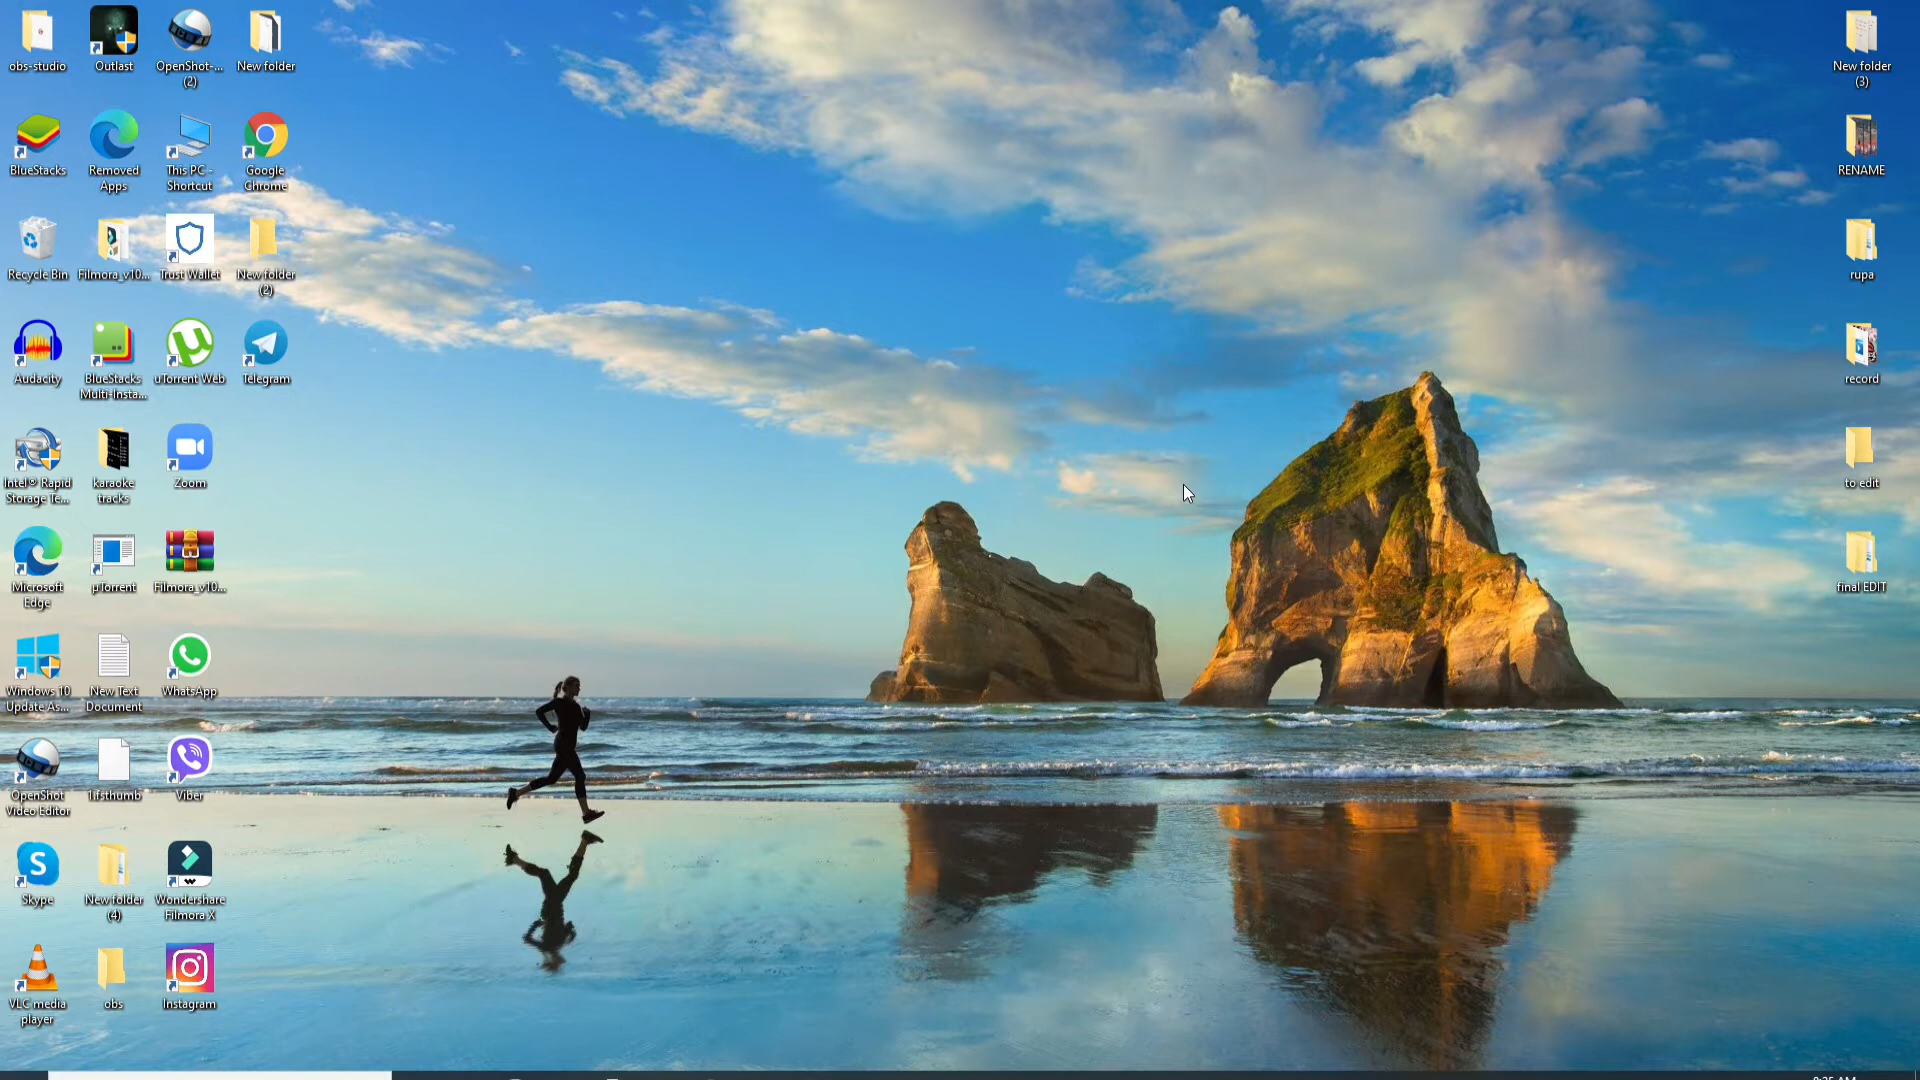 obs-studio
Outlast
OpenShot-...
(2)
New folder
BlueStacks
Removed
Apps
This PC -
Shortcut
Google
Chrome
Recycle Bin
Filmora_v10...
Trust Wallet
New folder
(2)
Audacity
BlueStacks
Multi-Insta...
uTorrent Web
Telegram
Intel® Rapid
Storage Te...
karaoke
tracks
Zoom
Microsoft
Edge
µTorrent
Filmora_v10...
Windows 10
Update As...
New Text
Document
WhatsApp
OpenShot
Video Editor
1.ifsthumb
Viber
Skype
New folder
(4)
Wondershare
Filmora X
VLC media
player
obs
Instagram
New folder
(3)
RENAME
rupa
record
to edit
final EDIT